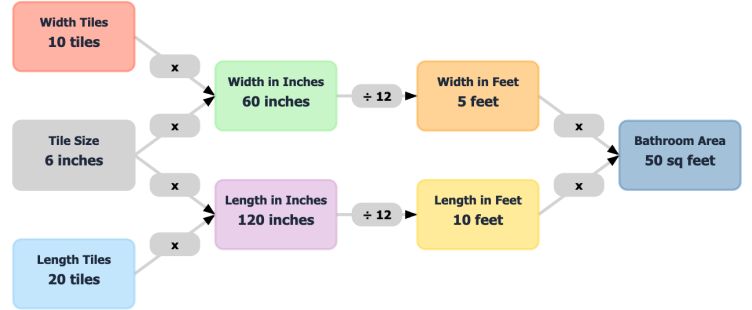 Width Tiles
10 tiles
x
Width in Inches
60 inches
÷ 12
Width in Feet
5 feet
x
Tile Size
6 inches
x
x
Bathroom Area
50 sq feet
Length in Inches
120 inches
÷ 12
Length in Feet
10 feet
x
Length Tiles
20 tiles
x